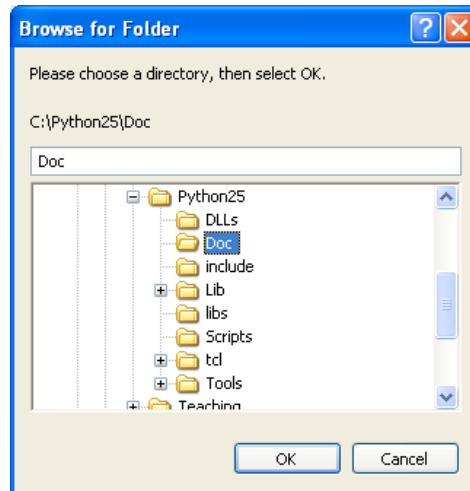 Browse for Folder
Please choose a directory, then select OK.
C:\Python25\Doc
Doc
Python25
DLLs
Doc
include
Lib
libs
Scripts
tcl
Tools
Teaching
OK Cancel